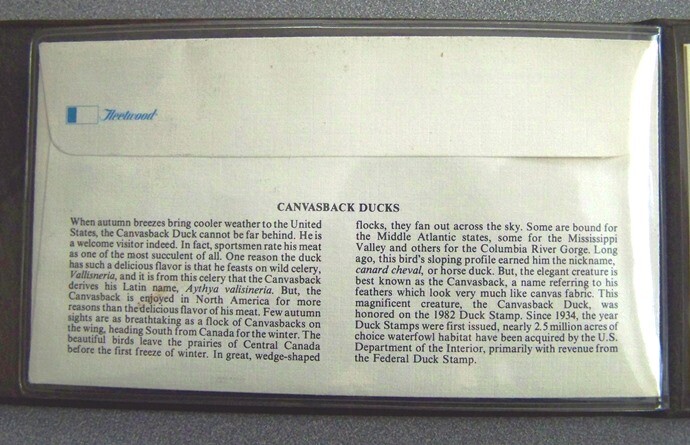 Fleetwood
CANVASBACK DUCKS
When autumn breezes bring cooler weather to the United
States, the Canvasback Duck cannot be far behind. He is
a welcome visitor indeed. In fact, sportsmen rate his meat
as one of the most succulent of all. One reason the duck
has such a delicious flavor is that he feasts on wild celery,
Vallisneria, and it is from this celery that the Canvasback
derives his Latin name, Aythya valisineria. But, the
Canvasback is enjoyed in North America for more
reasons than the delicious flavor of his meat. Few autumn
sights are as breathtaking as a flock of Canvasbacks on
the wing, heading South from Canada for the winter. The
beautiful birds leave the prairies of Central Canada
before the first freeze of winter. In great, wedge-shaped
flocks, they fan out across the sky. Some are bound for
the Middle Atlantic states, some for the Mississippi
Valley and others for the Columbia River Gorge. Long
ago, this bird's sloping profile earned him the nickname,
canard cheval, or horse duck. But, the elegant creature is
best known as the Canvasback, a name referring to his
feathers which look very much like canvas fabric. This
magnificent creature, the Canvasback Duck, was
honored on the 1982 Duck Stamp. Since 1934, the year
Duck Stamps were first issued, nearly 2.5 million acres of
choice waterfowl habitat have been acquired by the U.S.
Department of the Interior, primarily with revenue from
the Federal Duck Stamp.